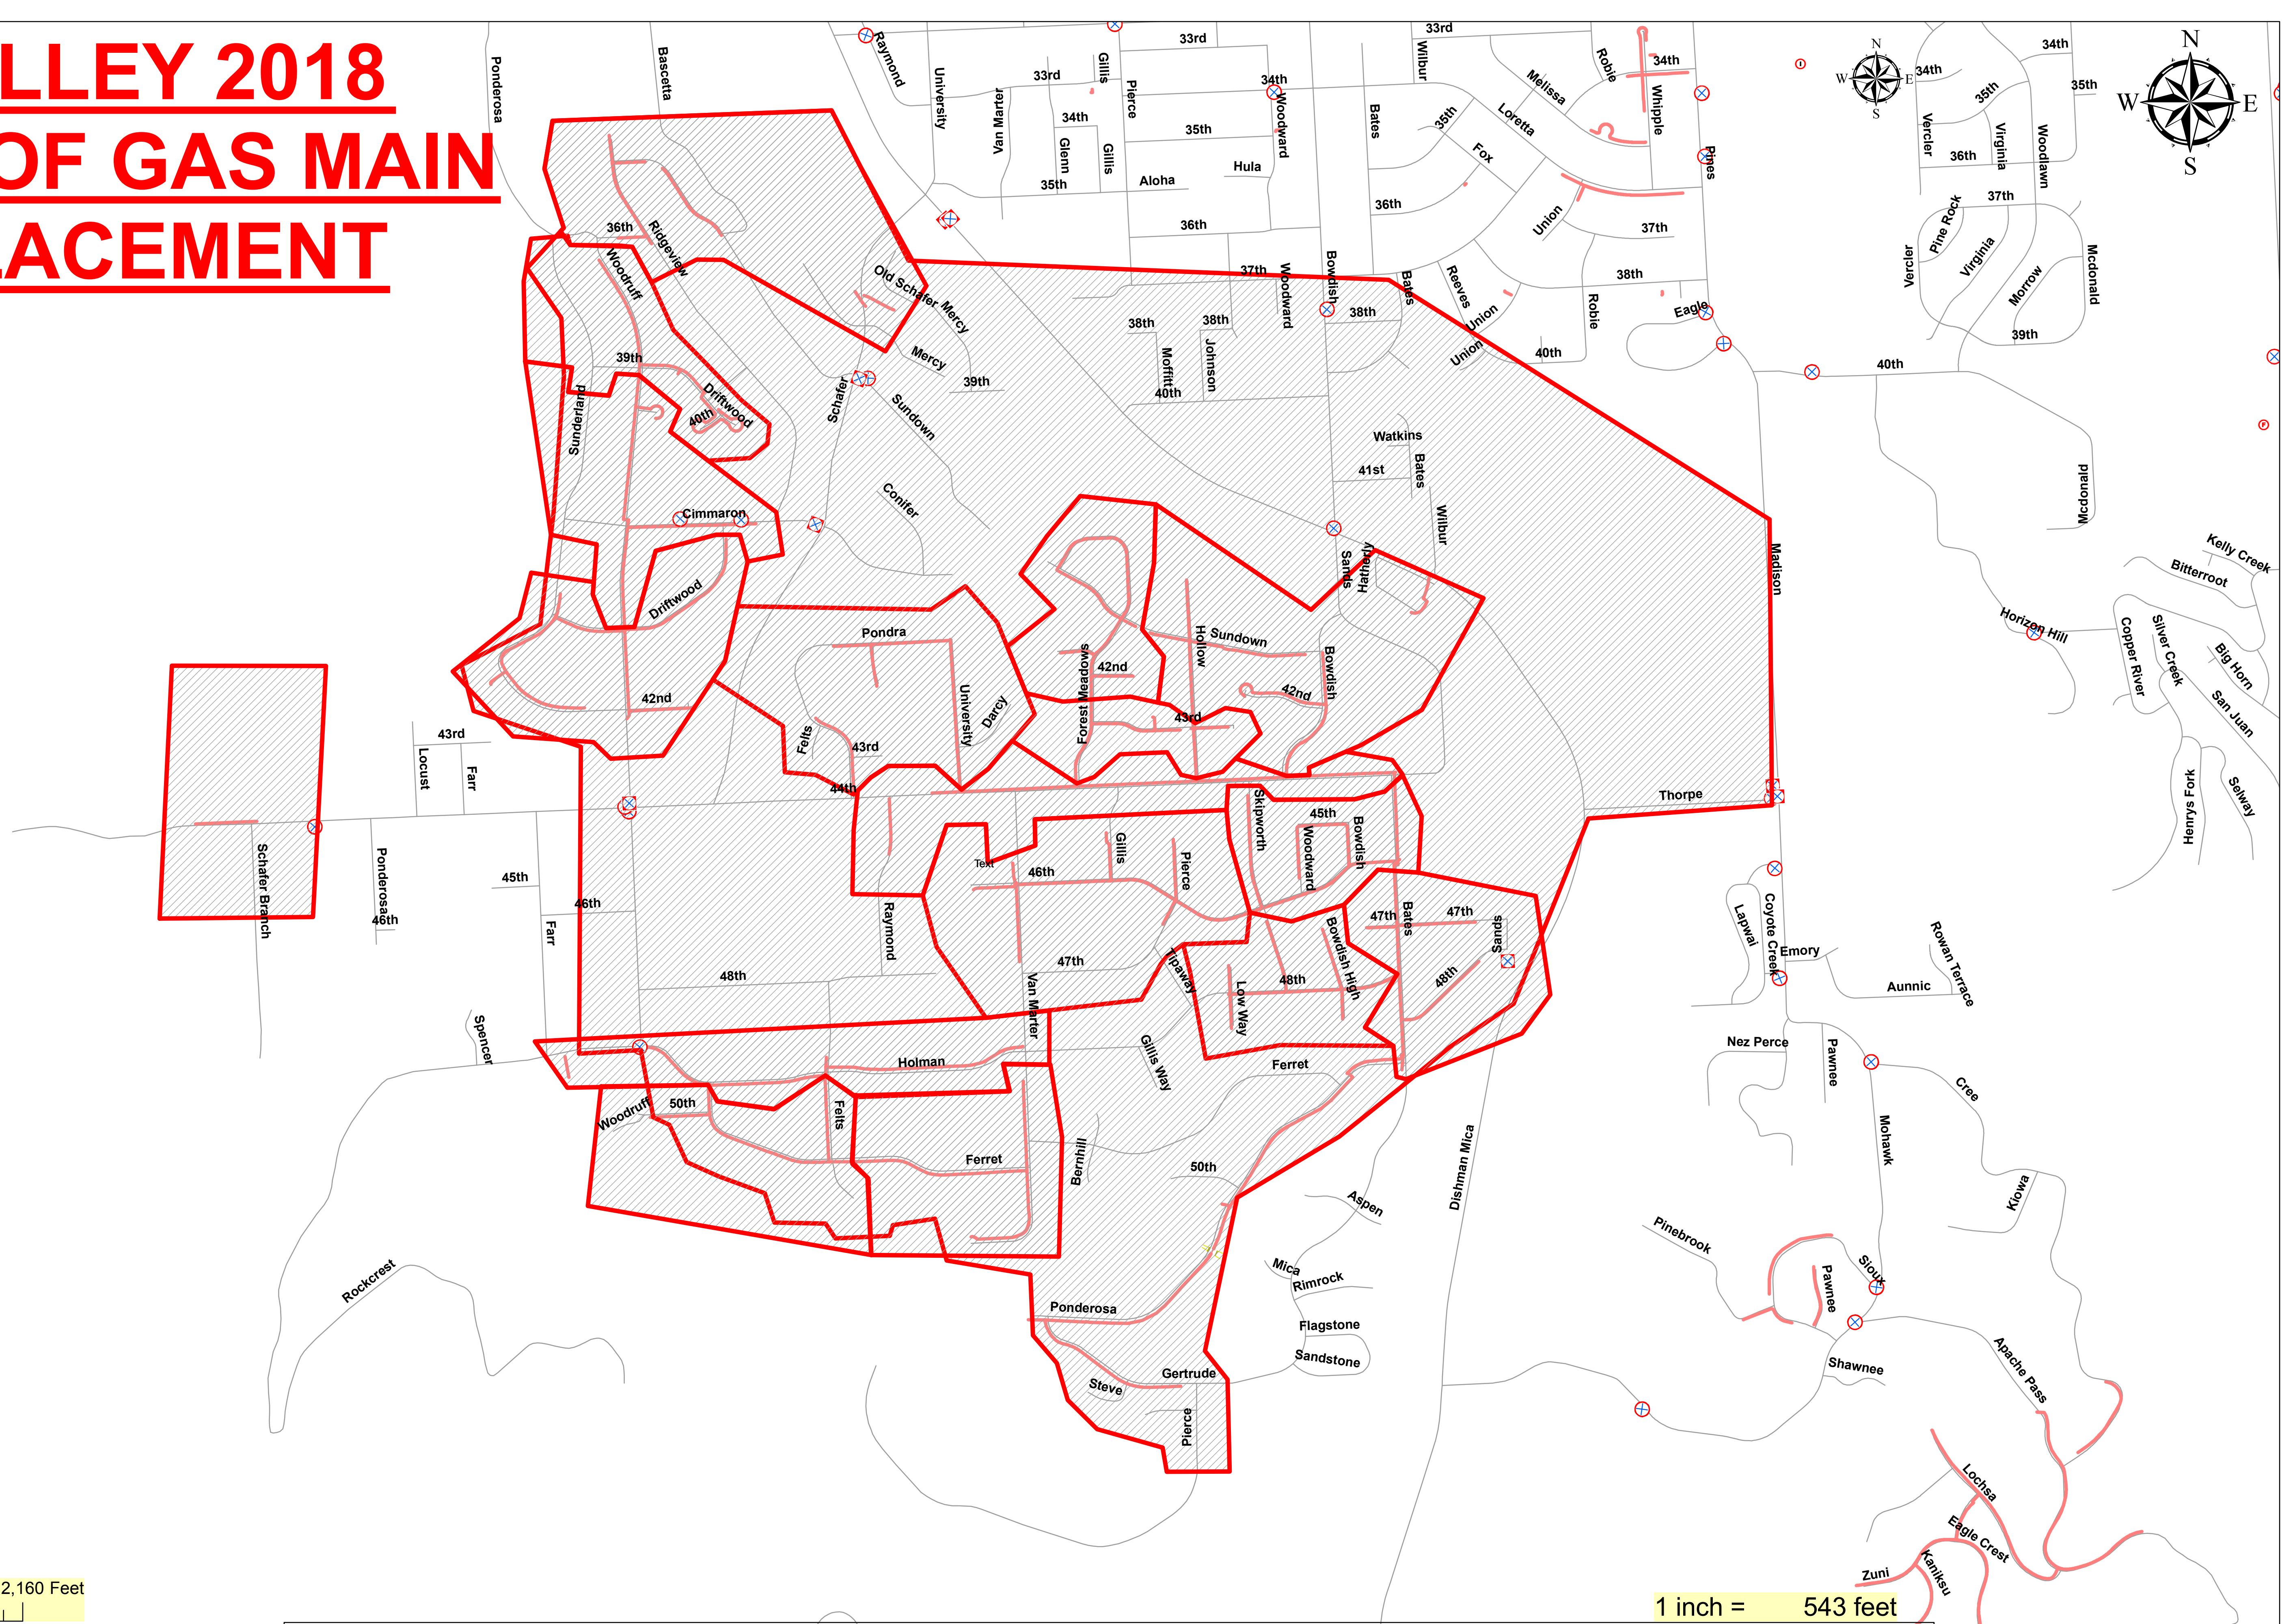 LLEY 2018
OF GAS MAIN
LACEMENT
N
W E
S
N
W E
S
Ponderosa
Bascetta
Raymond
University
33rd
Van Marter
Gillis
33rd
Pierce
34th
Woodward
33rd
Wilbur
Robie
34th
Melissa
Loretta
Whipple
Pines
34th
34th
35th
35th
Vercler
Virginia
Woodlawn
36th
34th
Glenn
Gillis
35th
Bates
35th
Fox
Hula
Aloha
35th
36th
36th
Union
37th
37th
Pine Rock
Virginia
Vercler
Morrow
Mcdonald
39th
36th
Ridgeview
Woodruff
Old Schafer
Mercy
Mercy
39th
37th
Woodward
Bowdish
Bates
Reeves
Union
Union
38th
Robie
Eagle
38th
38th
38th
Moffitt
Johnson
40th
40th
40th
39th
Driftwood
40th
Sunderland
Schafer
Sundown
Watkins
41st
Bates
Wilbur
Mcdonald
Conifer
Cimmaron
Sands
Hatherly
Madison
Kelly Creek
Bitterroot
Horizon Hill
Copper River
Silver Creek
Big Horn
San Juan
Driftwood
Pondra
Hollow
Sundown
Bowdish
Forest Meadows
42nd
42nd
42nd
University
Darcy
Felts
43rd
43rd
43rd
Locust
Farr
44th
Thorpe
Henrys Fork
Selway
Skipworth
45th
Woodward
Bowdish
Gillis
Pierce
Text
46th
Schafer Branch
Ponderosa
46th
45th
46th
Farr
Raymond
48th
47th
Van Marter
Tipaway
Low Way
48th
Bowdish High
47th
Bates
47th
Sands
48th
Lapwai
Coyote Creek
Emory
Aunnic
Rowan Terrace
Spencer
Holman
Gillis Way
Ferret
Nez Perce
Pawnee
Cree
Mohawk
Woodruff
50th
Felts
Ferret
Bernhill
50th
Aspen
Dishman Mica
Kiowa
Pinebrook
Sioux
Pawnee
Rockcrest
Mica
Rimrock
Ponderosa
Flagstone
Sandstone
Gertrude
Steve
Pierce
Shawnee
Apache Pass
Lochsa
Eagle Crest
Zuni
Kaniksu
2,160 Feet
1 inch = 543 feet